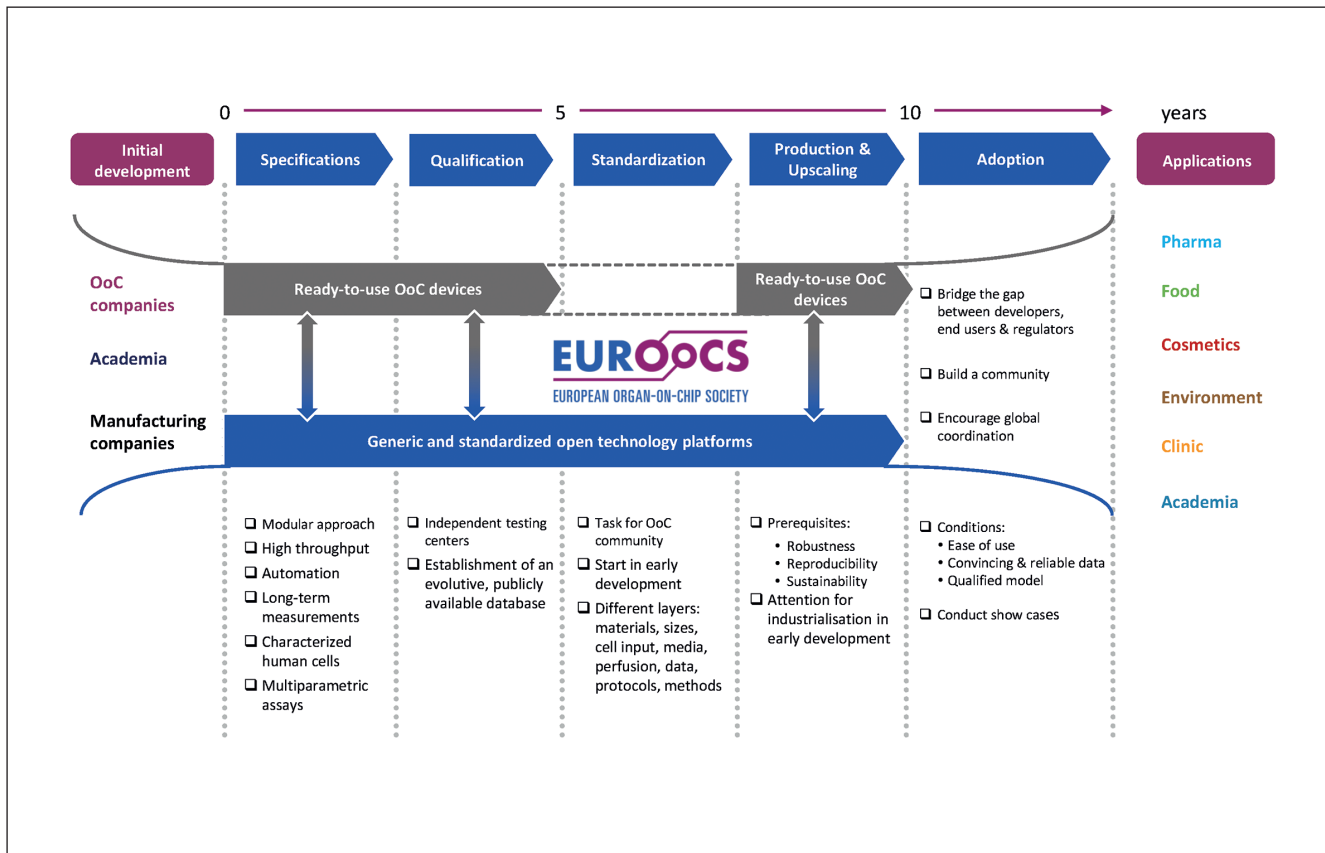 0
5
10
years
Initial
development
Specifications
Qualification
Standardization
Production &
Upscaling
Adoption
Applications
OoC
companies
Academia
Manufacturing
companies
Ready-to-use OoC devices
Ready-to-use OoC
devices
EUROoCS
EUROPEAN ORGAN-ON-CHIP SOCIETY
Generic and standardized open technology platforms
Bridge the gap
between developers,
end users & regulators
Build a community
Encourage global
coordination
Pharma
Food
Cosmetics
Environment
Clinic
Academia
Modular approach
High throughput
Automation
Long-term
measurements
Characterized
human cells
Multiparametric
assays
Independent testing
centers
Establishment of an
evolutive, publicly
available database
Task for OoC
community
Start in early
development
Different layers:
materials, sizes,
cell input, media,
perfusion, data,
protocols, methods
Prerequisites:
• Robustness
• Reproducibility
• Sustainability
Attention for
industrialisation in
early development
Conditions:
• Ease of use
• Convincing & reliable data
• Qualified model
Conduct show cases